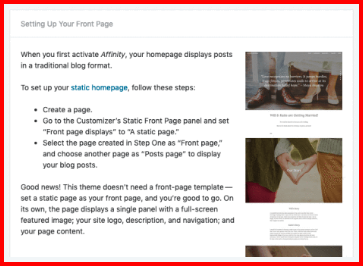 Setting Up Your Front Page
When you first activate Affinity, your homepage displays posts
in a traditional blog format.
To set up your static homepage, follow these steps:
Create a page.
Go to the Customizer's Static Front Page panel and set
"Front page displays" to "A static page."
Select the page created in Step One as "Front page,"
and choose another page as "Posts page" to display
your blog posts.
Good news! This theme doesn't need a front-page template —
set a static page as your front page, and you're good to go. On
its own, the page displays a single panel with a full-screen
featured image; your site logo, description, and navigation; and
your page content.